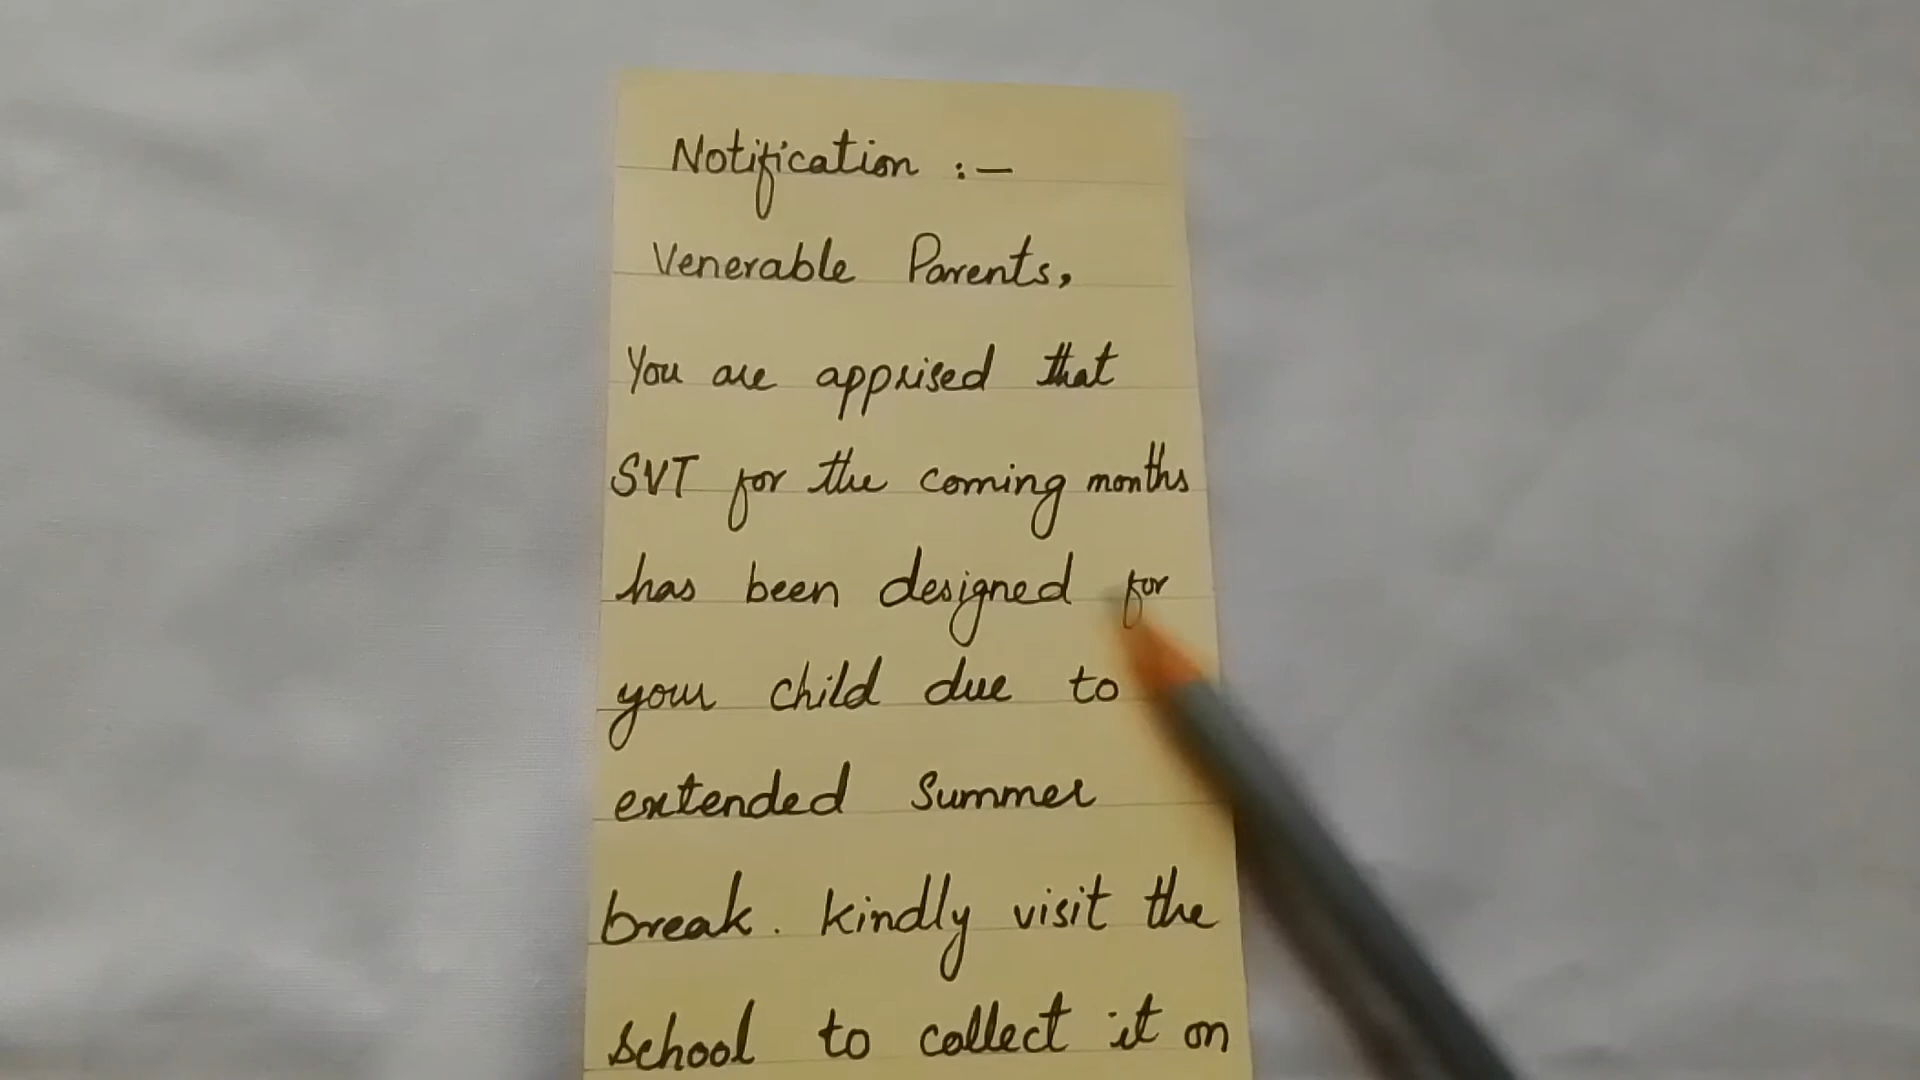 Notification :-
Venerable Parents,
You are apprised that
SVT for the coming months
has been designed for
your child due to
extended Summer
break. Kindly visit the
school to collect it on